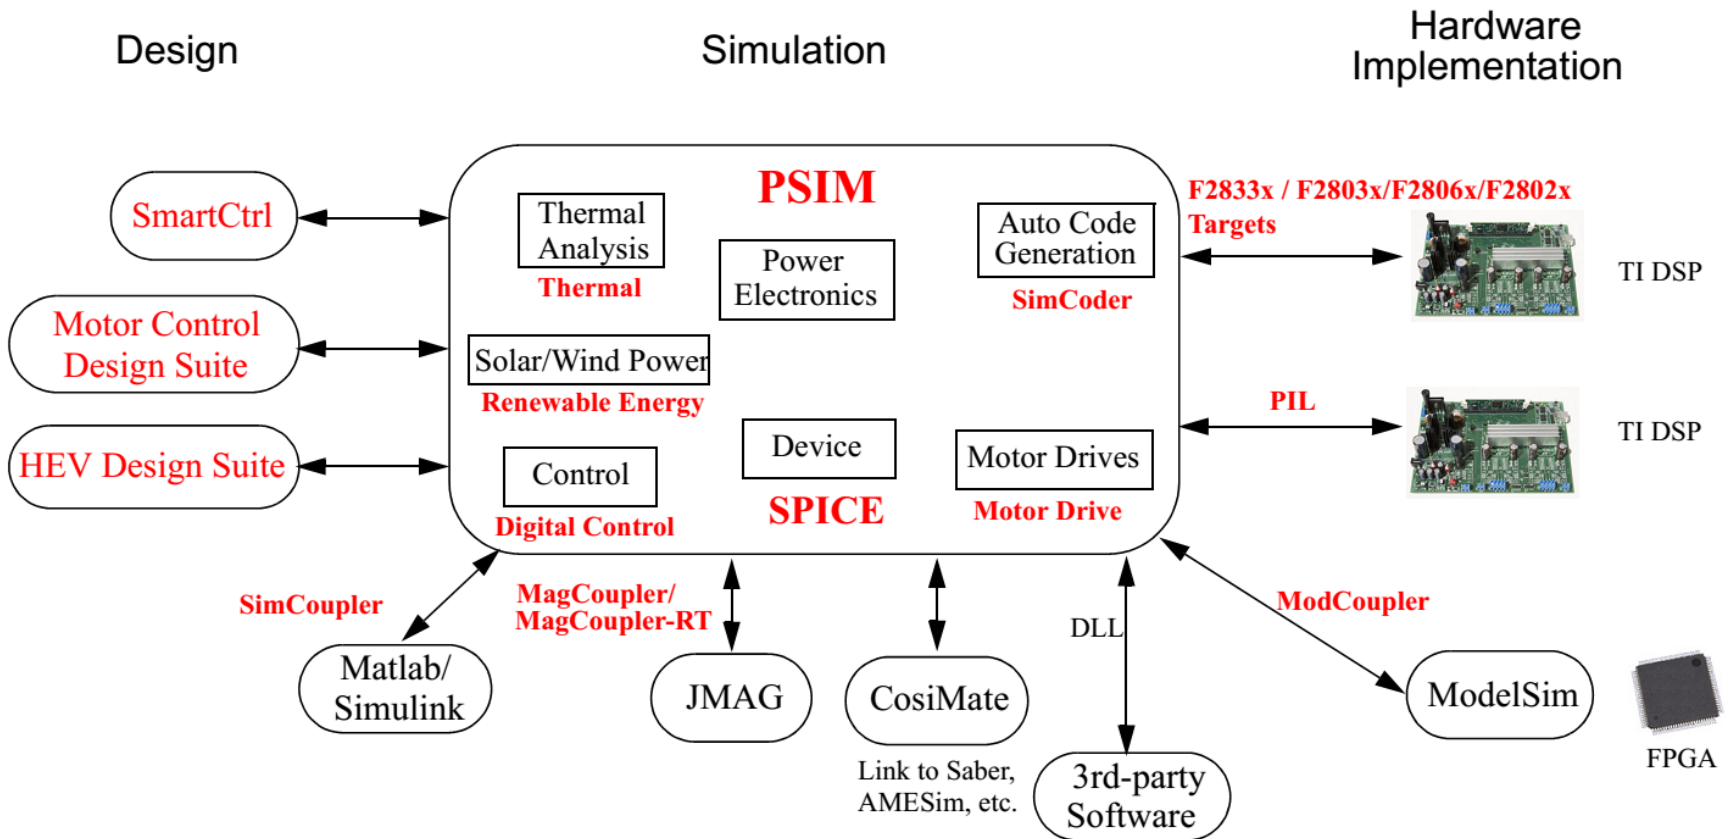 Design
Simulation
Hardware
Implementation
SmartCtrl
Motor Control
Design Suite
HEV Design Suite
PSIM
Thermal
Analysis
Thermal
Power
Electronics
Auto Code
Generation
SimCoder
Solar/Wind Power
Renewable Energy
Control
Digital Control
Device
SPICE
Motor Drives
Motor Drive
F2833x / F2803x/F2806x/F2802x
Targets
TI DSP
PIL
TI DSP
SimCoupler
Matlab/
Simulink
MagCoupler/
MagCoupler-RT
JMAG
CosiMate
Link to Saber,
AMESim, etc.
DLL
3rd-party
Software
ModCoupler
ModelSim
FPGA